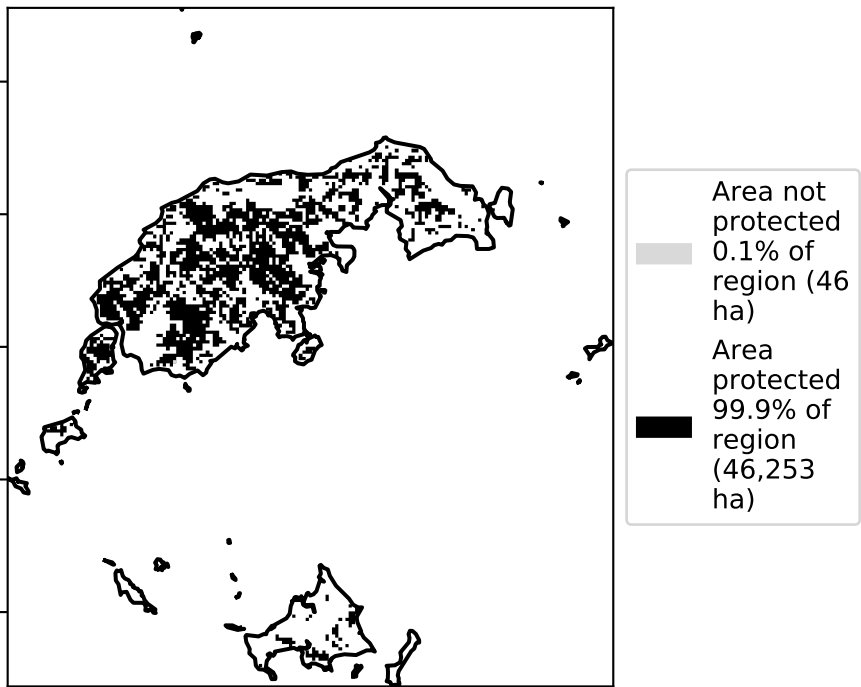 Area not
protected
0.1% of
region (46
ha)
Area
protected
99.9% of
region
(46,253
ha)